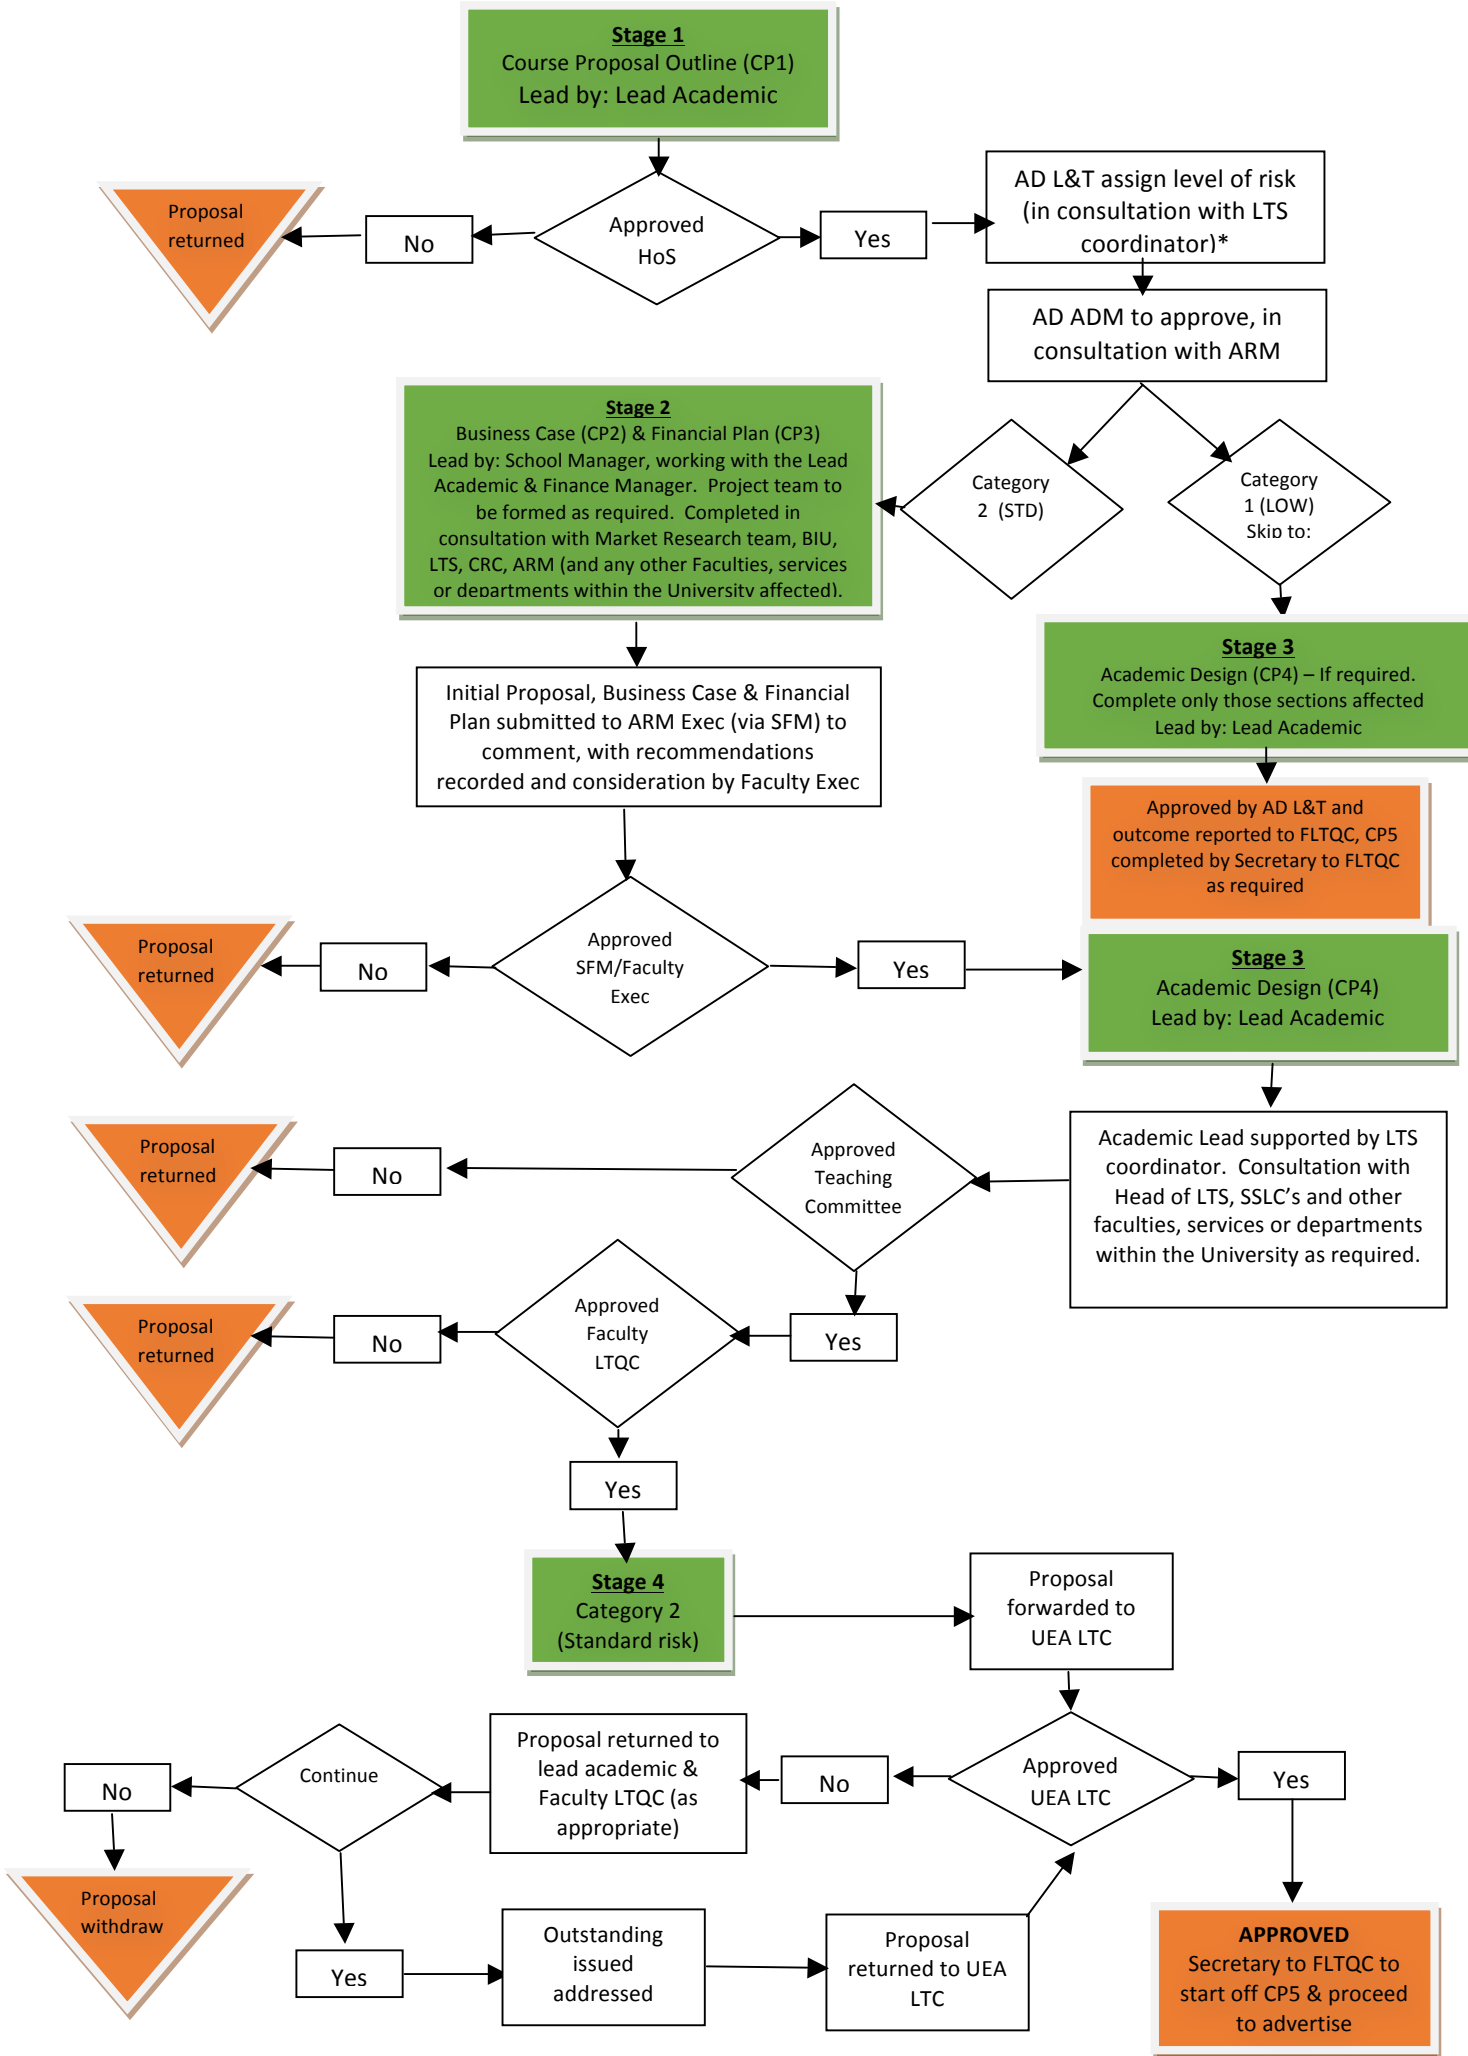 Stage 1
Course Proposal Outline (CP1)
Lead by: Lead Academic
Proposal
returned
No
Approved
HoS
Yes
AD L&T assign level of risk
(in consultation with LTS
coordinator)*
AD ADM to approve, in
consultation with ARM
Stage 2
Business Case (CP2) & Financial Plan (CP3)
Lead by: School Manager, working with the Lead
Academic & Finance Manager. Project team to
be formed as required. Completed in
consultation with Market Research team, BIU,
LTS, CRC, ARM (and any other Faculties, services
or departments within the University affected).
Category
2 (STD)
Category
1 (LOW)
Skip to:
Stage 3
Academic Design (CP4) – If required.
Complete only those sections affected
Lead by: Lead Academic
Initial Proposal, Business Case & Financial
Plan submitted to ARM Exec (via SFM) to
comment, with recommendations
recorded and consideration by Faculty Exec
Approved by AD L&T and
outcome reported to FLTQC, CP5
completed by Secretary to FLTQC
as required
Proposal
returned
No
Approved
SFM/Faculty
Exec
Yes
Stage 3
Academic Design (CP4)
Lead by: Lead Academic
Proposal
returned
No
Approved
Teaching
Committee
Academic Lead supported by LTS
coordinator. Consultation with
Head of LTS, SSLC's and other
faculties, services or departments
within the University as required.
Proposal
returned
No
Approved
Faculty
LTQC
Yes
Yes
Stage 4
Category 2
(Standard risk)
Proposal
forwarded to
UEA LTC
No
Continue
Proposal returned to
lead academic &
Faculty LTQC (as
appropriate)
No
Approved
UEA LTC
Yes
Proposal
withdraw
Yes
Outstanding
issued
addressed
Proposal
returned to UEA
LTC
APPROVED
Secretary to FLTQC to
start off CP5 & proceed
to advertise